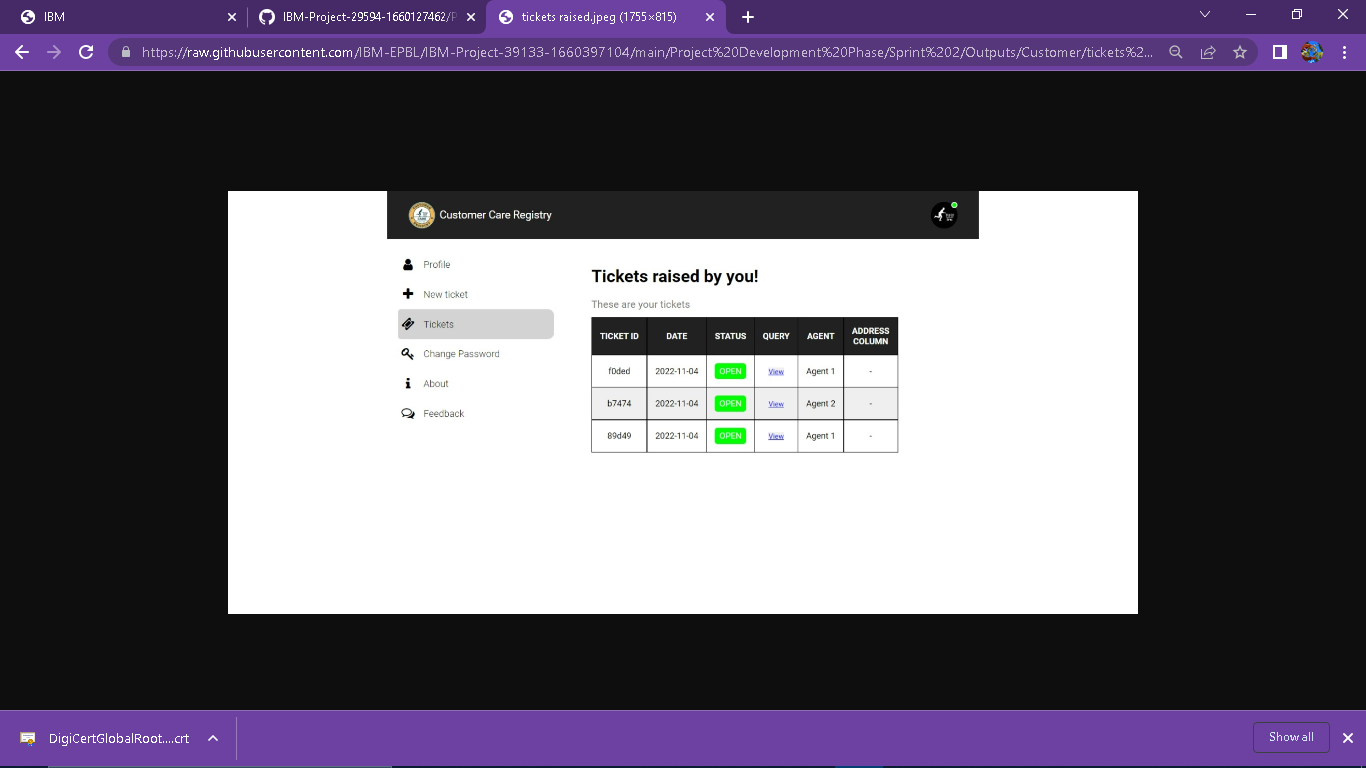 IBM
IBM-Project-29594-1660127462/P
tickets raised.jpeg (1755×815)
https://raw.githubusercontent.com/IBM-EPBL/IBM-Project-39133-1660397104/main/Project%20Development%20Phase/Sprint%202/Outputs/Customer/tickets%2...
Customer Care Registry
Profile
New ticket
Tickets
Change Password
About
Feedback
Tickets raised by you!
These are your tickets
TICKET ID DATE STATUS QUERY AGENT ADDRESS COLUMN
f0ded 2022-11-04 OPEN View Agent 1 -
b7474 2022-11-04 OPEN View Agent 2 -
89d49 2022-11-04 OPEN View Agent 1 -
DigiCertGlobalRoot....crt
Show all